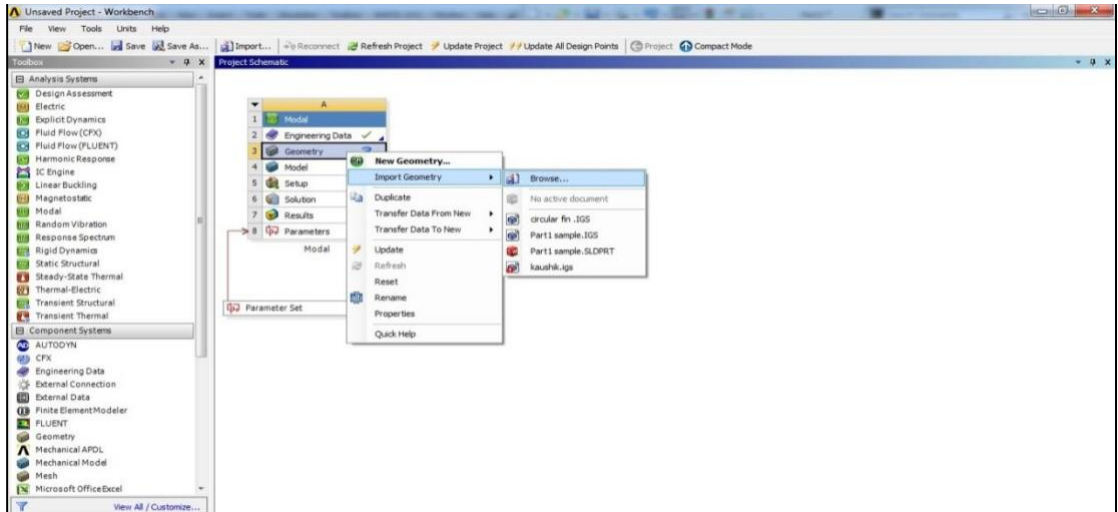 Unsaved Project - Workbench
File View Tools Units Help
New Open... Save Save As... Import... Reconnect Refresh Project Update Project Update All Design Points Project Compact Mode
Toolbox
Project Schematic
Analysis Systems
Design Assessment
Electric
Explicit Dynamics
Fluid Flow (CFX)
Fluid Flow (FLUENT)
Harmonic Response
IC Engine
Linear Buckling
Magnetostatic
Modal
Random Vibration
Response Spectrum
Rigid Dynamics
Static Structural
Steady-State Thermal
Thermal-Electric
Transient Structural
Transient Thermal
Component Systems
AUTODYN
CFX
Engineering Data
External Connection
External Data
Finite Element Modeler
FLUENT
Geometry
Mechanical APDL
Mechanical Model
Mesh
Microsoft Office Excel
View All / Customize...
A
1 Modal
2 Engineering Data
3 Geometry
4 Model
5 Setup
6 Solution
7 Results
8 Parameters
Modal
Parameter Set
New Geometry...
Import Geometry
Duplicate
Transfer Data From New
Transfer Data To New
Update
Refresh
Reset
Rename
Properties
Quick Help
Browse...
No active document
circular fin .IGS
Part1 sample.IGS
Part1 sample.SLDPRT
kaushik.igs